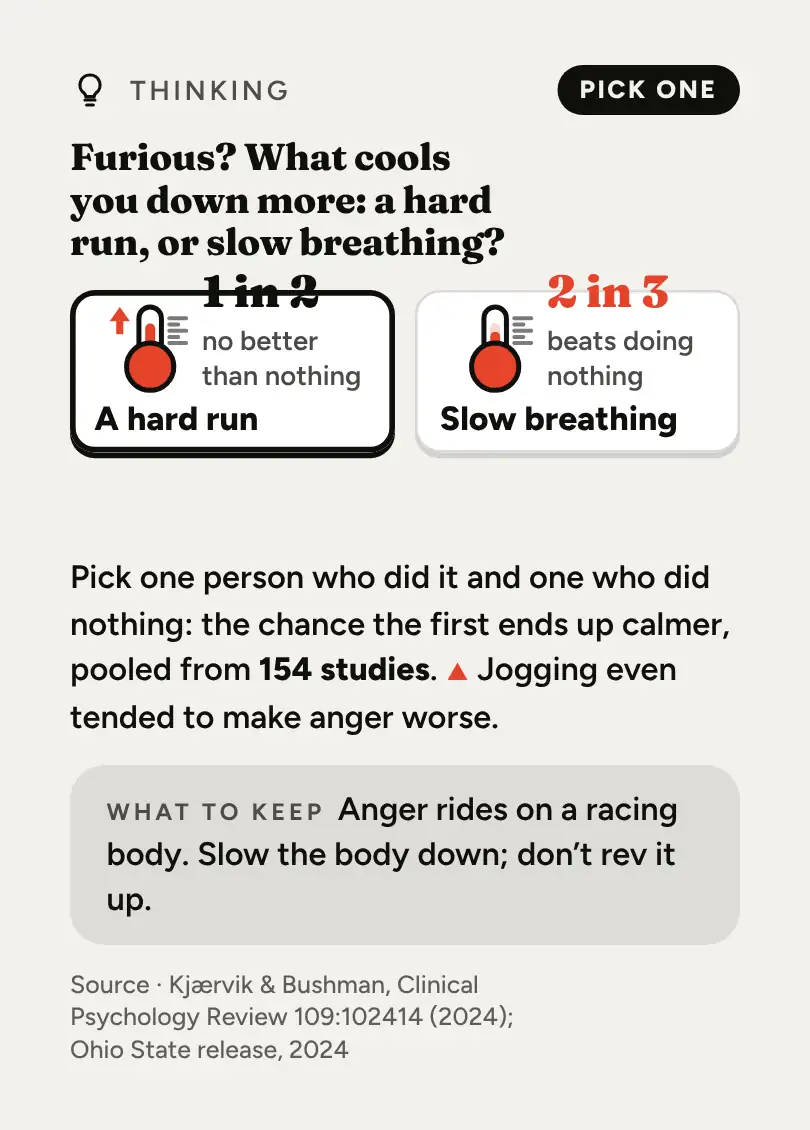 THINKING
PICK ONE
Furious? What cools
you down more: a hard
run, or slow breathing?
1 in 2
no better
than nothing
A hard run
2 in 3
beats doing
nothing
Slow breathing
Pick one person who did it and one who did
nothing: the chance the first ends up calmer,
pooled from 154 studies. ▲ Jogging even
tended to make anger worse.
WHAT TO KEEP Anger rides on a racing
body. Slow the body down; don’t rev it
up.
Source · Kjærvik & Bushman, Clinical
Psychology Review 109:102414 (2024);
Ohio State release, 2024